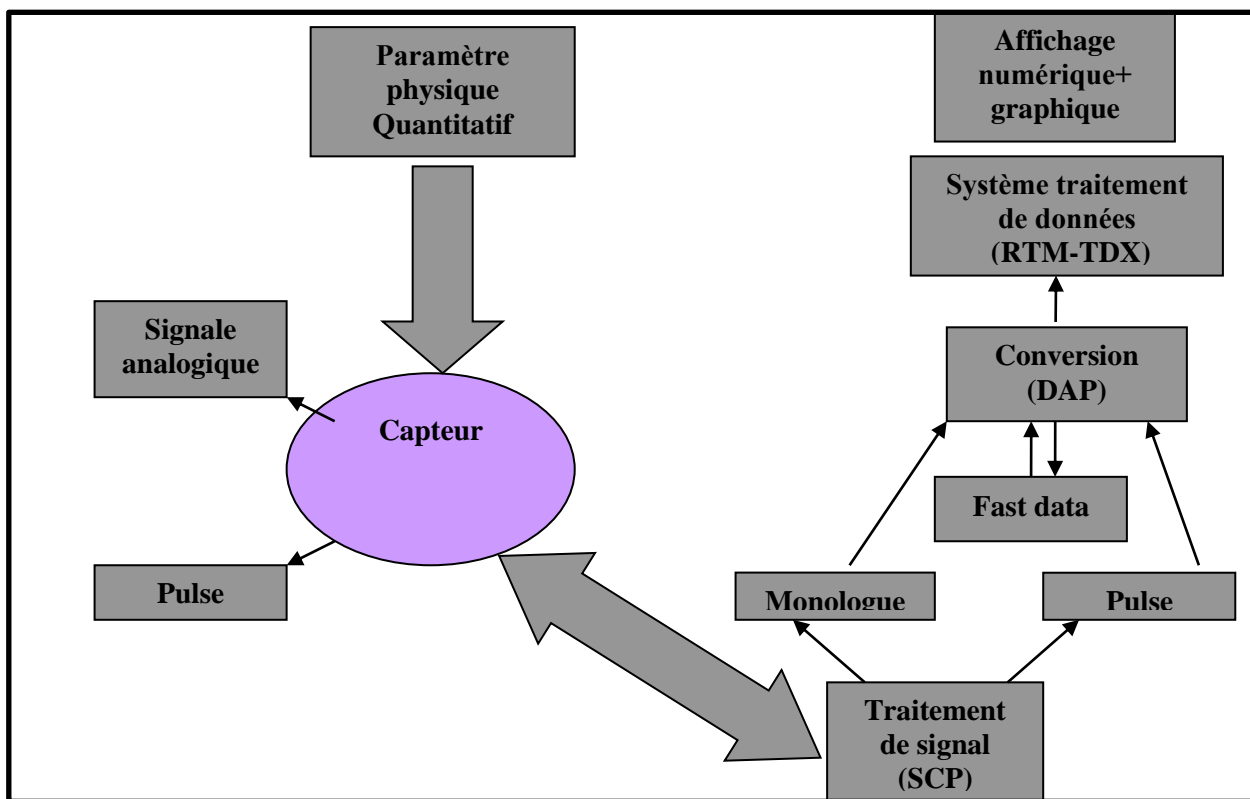 Paramètre
physique
Quantitatif
Affichage
numérique+
graphique
Système traitement
de données
(RTM-TDX)
Signale
analogique
Conversion
(DAP)
Capteur
Fast data
Pulse
Monologue
Pulse
Traitement
de signal
(SCP)